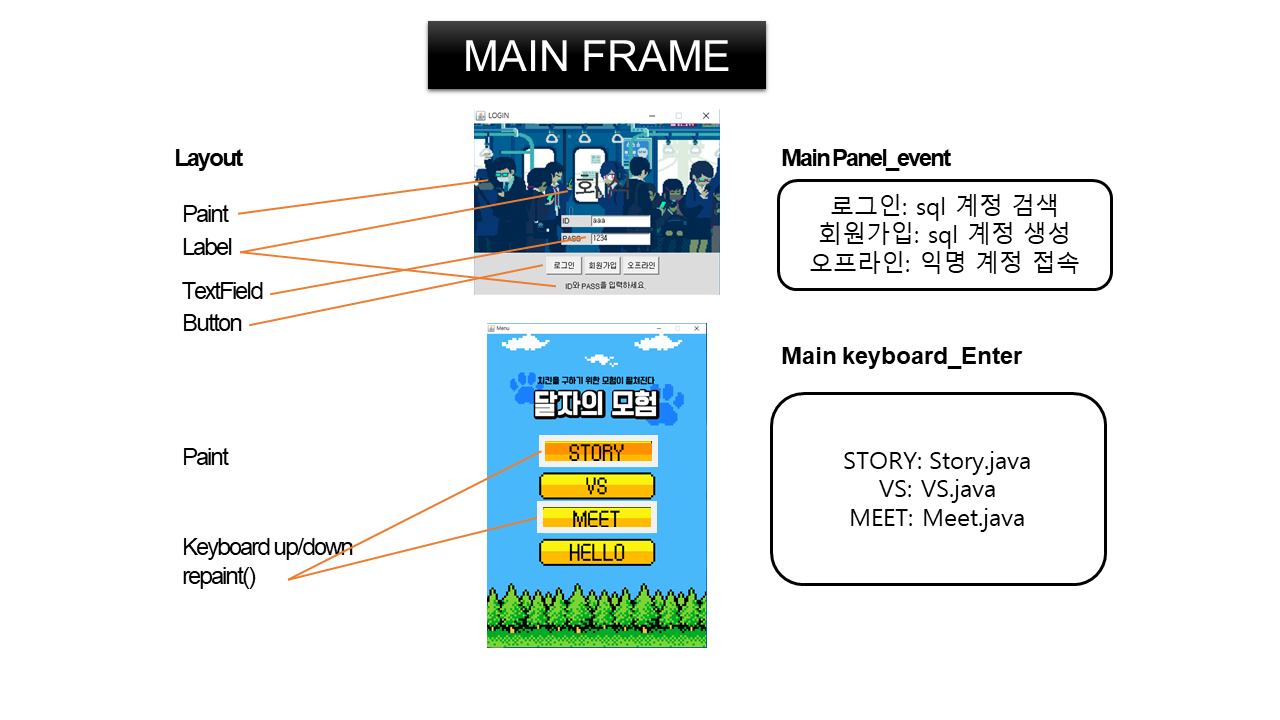 MAIN FRAME
Layout
Paint
Label
TextField
Button
LOGIN
회
ID
aaa
PASS
1234
로그인
회원가입
오프라인
ID와 PASS을 입력하세요.
Main Panel_event
로그인: sql 계정 검색
회원가입: sql 계정 생성
오프라인: 익명 계정 접속
Paint
Keyboard up/down
repaint()
Menu
치킨을 구하기 위한 모험이 펼쳐진다
달자의 모험
STORY
VS
MEET
HELLO
Main keyboard_Enter
STORY: Story.java
VS: VS.java
MEET: Meet.java